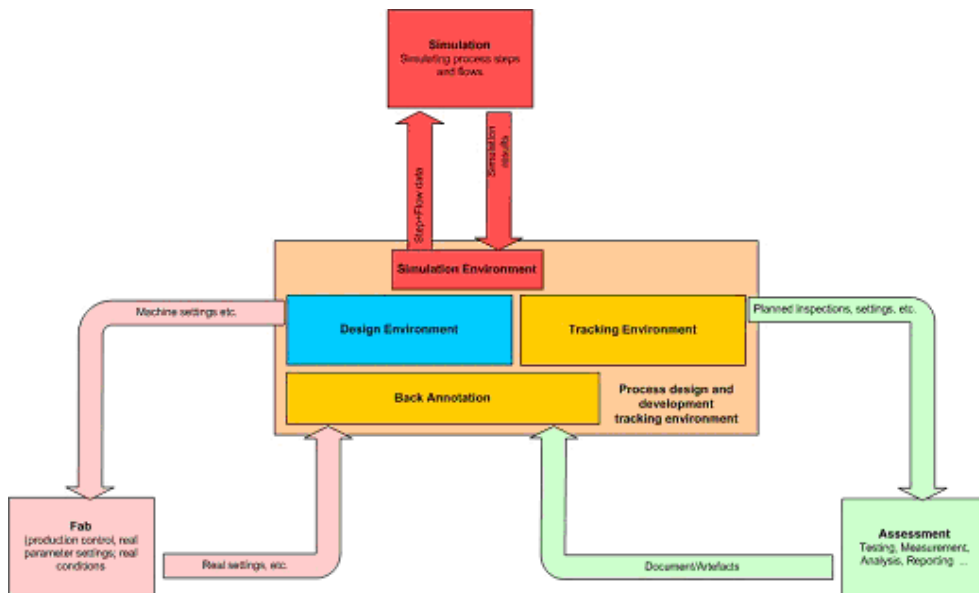 Simulation
Simulating process steps
and flows
Step+Flow data
Simulation
results
Simulation Environment
Machine settings etc.
Design Environment
Tracking Environment
Planned inspections, settings, etc.
Back Annotation
Process design and
development
tracking environment
Fab
(production control, real
parameter settings; real
conditions
Real settings, etc.
Document/Artefacts
Assessment
Testing, Measurement,
Analysis, Reporting ...